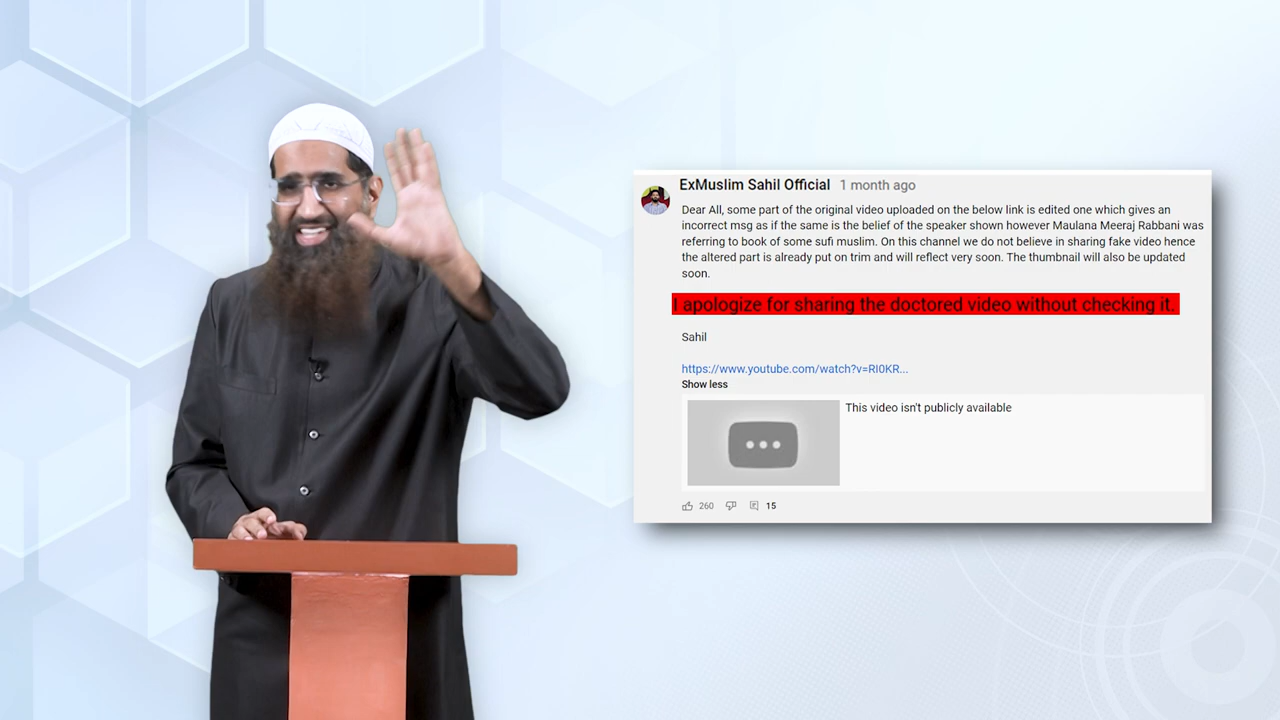 ExMuslim Sahil Official 1 month ago
Dear All, some part of the original video uploaded on the below link is edited one which gives an
incorrect msg as if the same is the belief of the speaker shown however Maulana Meeraj Rabbani was
referring to book of some sufi muslim. On this channel we do not believe in sharing fake video hence
the altered part is already put on trim and will reflect very soon. The thumbnail will also be updated
soon.
I apologize for sharing the doctored video without checking it.
Sahil
https://www.youtube.com/watch?v=RI0KR...
Show less
This video isn't publicly available
260 15